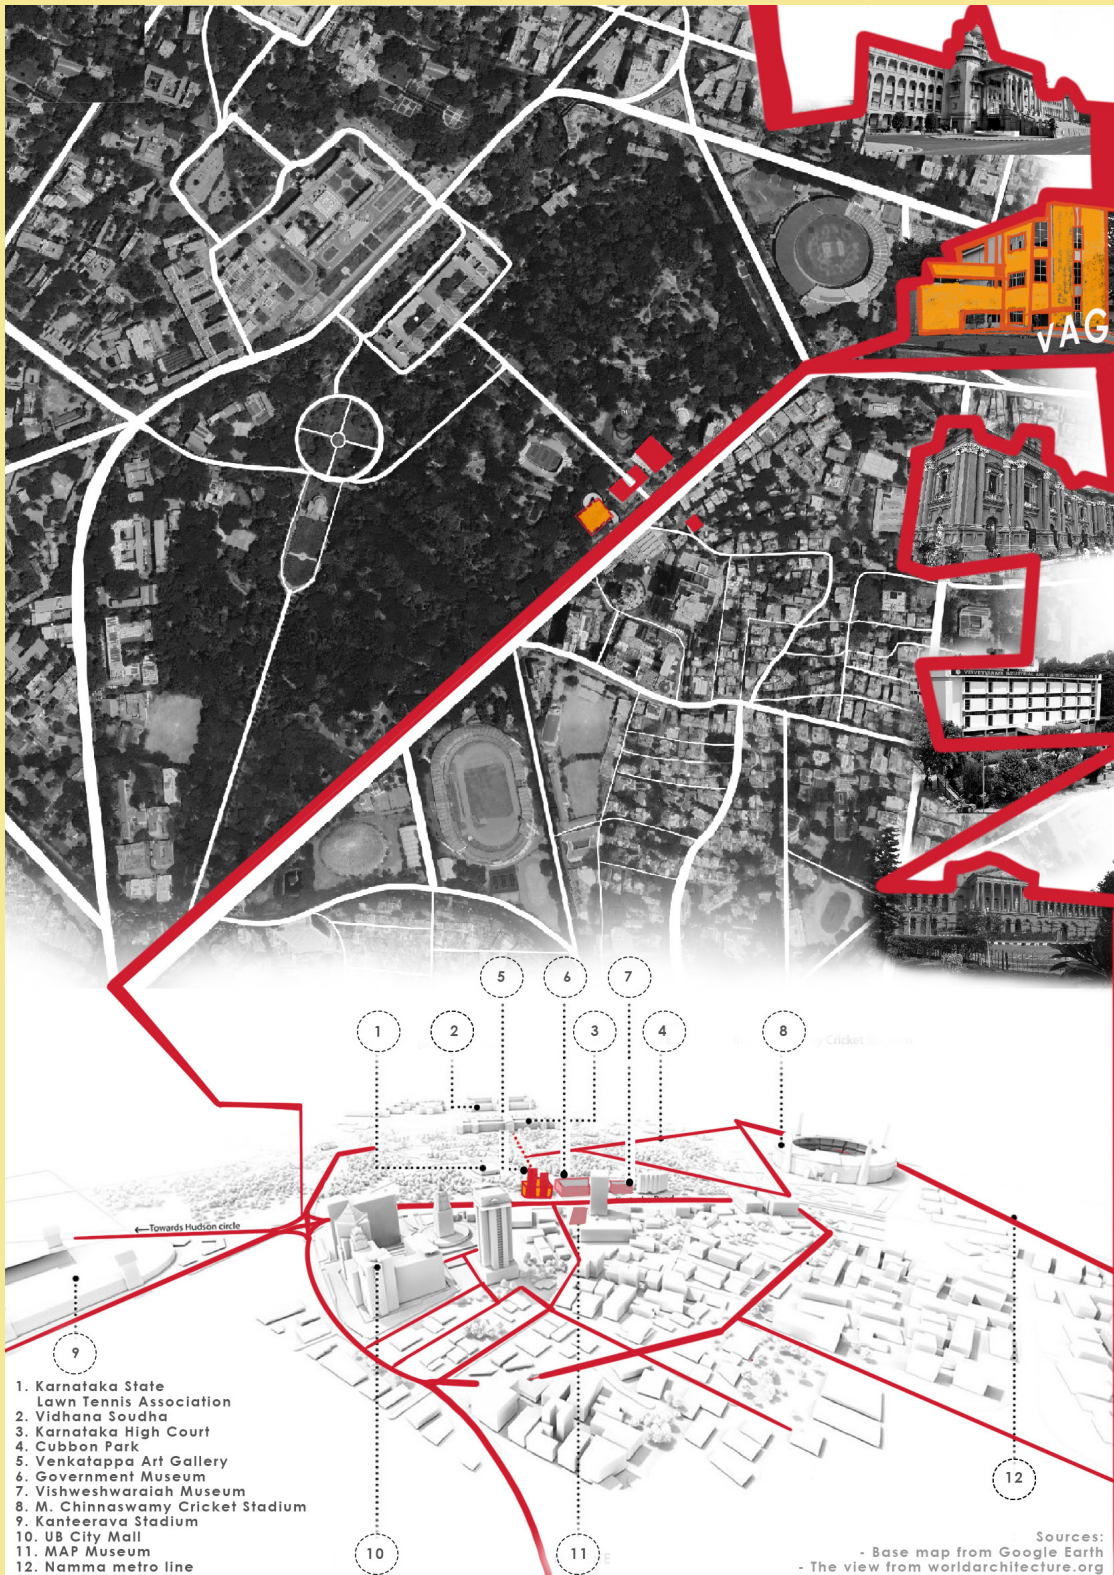 vAG
5
6
7
1
2
3
4
8
Cricket
←Towards Hudson circle
9
1. Karnataka State
Lawn Tennis Association
2. Vidhana Soudha
3. Karnataka High Court
4. Cubbon Park
5. Venkatappa Art Gallery
6. Government Museum
7. Vishweshwaraiah Museum
8. M. Chinnaswamy Cricket Stadium
9. Kanteerava Stadium
10. UB City Mall
11. MAP Museum
12. Namma metro line
10
11
12
Sources:
- Base map from Google Earth
- The view from worldarchitecture.org